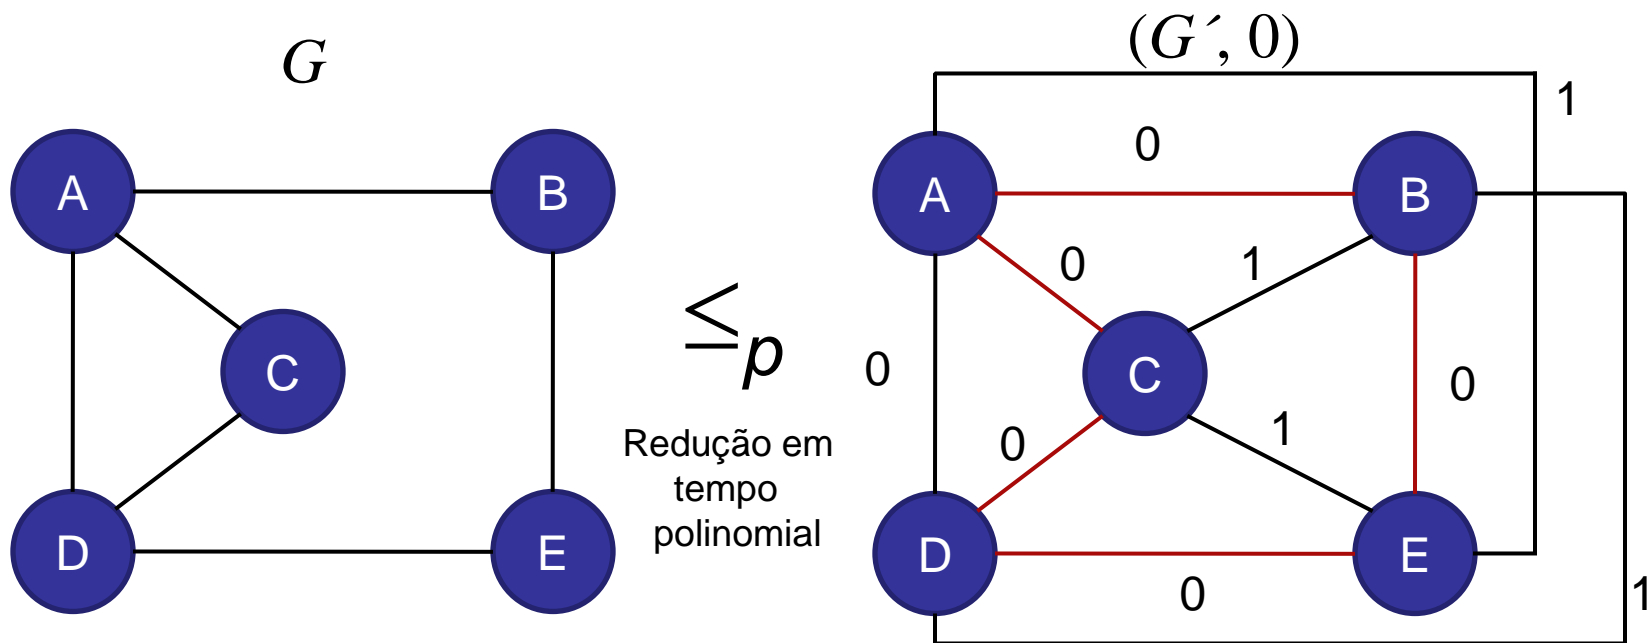 G
A
B
C
D
E
≤p
Redução em
tempo
polinomial
(G´, 0)
1
0
A
B
0
1
0
C
0
0
1
D
E
0
1